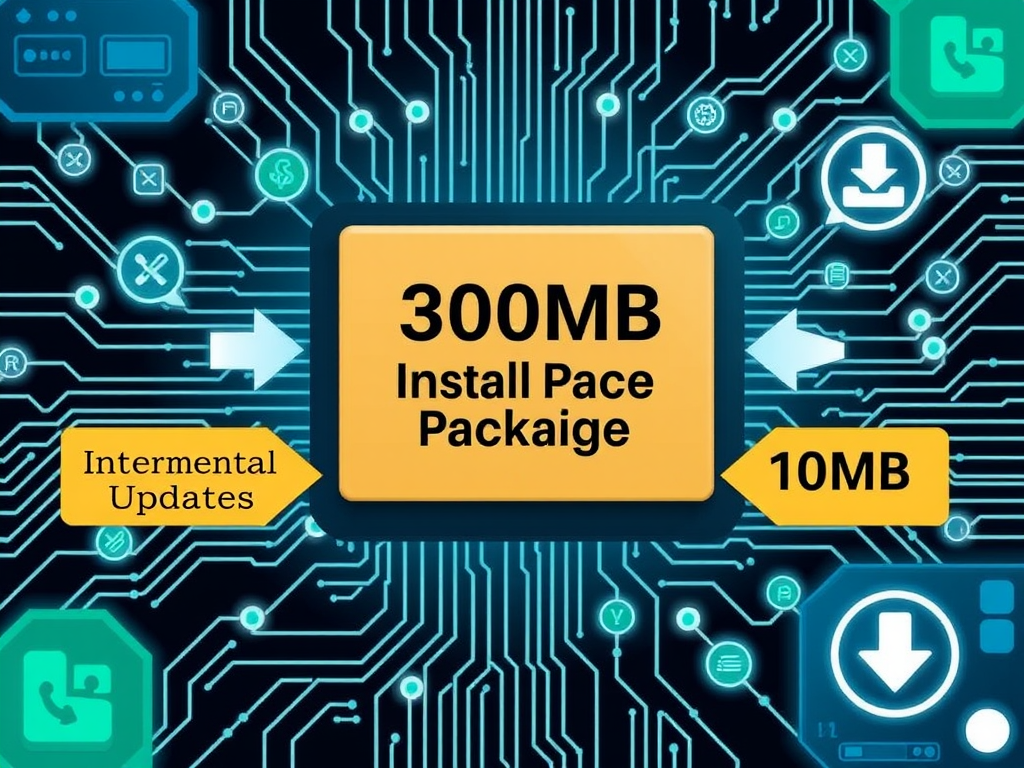 300MB
Install Pace
Packaige
Intermental
Updates
10MB